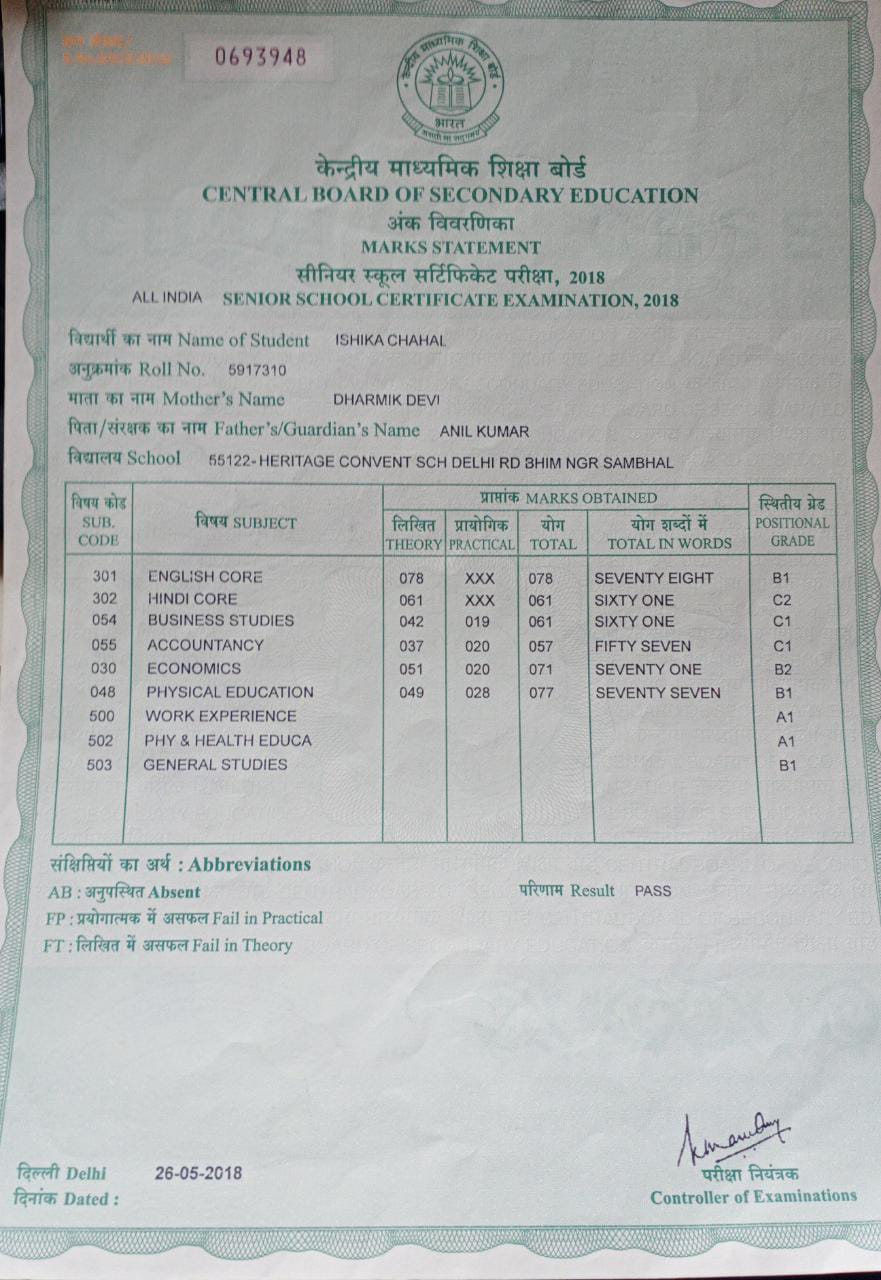 0693948
केन्द्रीय माध्यमिक शिक्षा बोर्ड
भारत
असतो मा सद्गमय
केन्द्रीय माध्यमिक शिक्षा बोर्ड
CENTRAL BOARD OF SECONDARY EDUCATION
अंक विवरणिका
MARKS STATEMENT
सीनियर स्कूल सर्टिफिकेट परीक्षा, 2018
ALL INDIA SENIOR SCHOOL CERTIFICATE EXAMINATION, 2018
विद्यार्थी का नाम Name of Student ISHIKA CHAHAL
अनुक्रमांक Roll No. 5917310
माता का नाम Mother's Name DHARMIK DEVI
पिता/संरक्षक का नाम Father's/Guardian's Name ANIL KUMAR
विद्यालय School 55122- HERITAGE CONVENT SCH DELHI RD BHIM NGR SAMBHAL
विषय कोड SUB. CODE विषय SUBJECT प्राप्तांक MARKS OBTAINED स्थितीय ग्रेड POSITIONAL GRADE
लिखित THEORY प्रायोगिक PRACTICAL योग TOTAL योग शब्दों में TOTAL IN WORDS
301 ENGLISH CORE 078 XXX 078 SEVENTY EIGHT B1
302 HINDI CORE 061 XXX 061 SIXTY ONE C2
054 BUSINESS STUDIES 042 019 061 SIXTY ONE C1
055 ACCOUNTANCY 037 020 057 FIFTY SEVEN C1
030 ECONOMICS 051 020 071 SEVENTY ONE B2
048 PHYSICAL EDUCATION 049 028 077 SEVENTY SEVEN B1
500 WORK EXPERIENCE A1
502 PHY & HEALTH EDUCA A1
503 GENERAL STUDIES B1
संक्षिप्तियों का अर्थ : Abbreviations
AB : अनुपस्थित Absent परिणाम Result PASS
FP : प्रयोगात्मक में असफल Fail in Practical
FT : लिखित में असफल Fail in Theory
दिल्ली Delhi 26-05-2018
दिनांक Dated :
परीक्षा नियंत्रक
Controller of Examinations